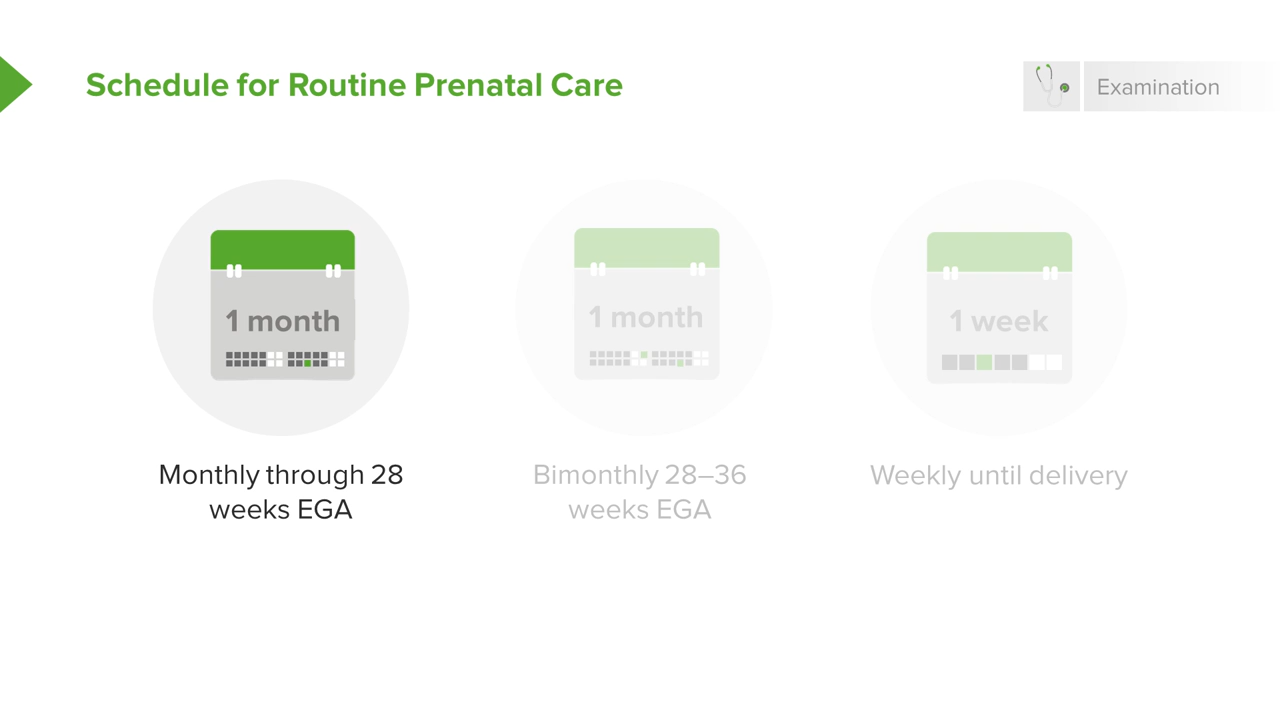 Schedule for Routine Prenatal Care
Examination
1 month
1 month
1 week
Monthly through 28
weeks EGA
Bimonthly 28–36
weeks EGA
Weekly until delivery